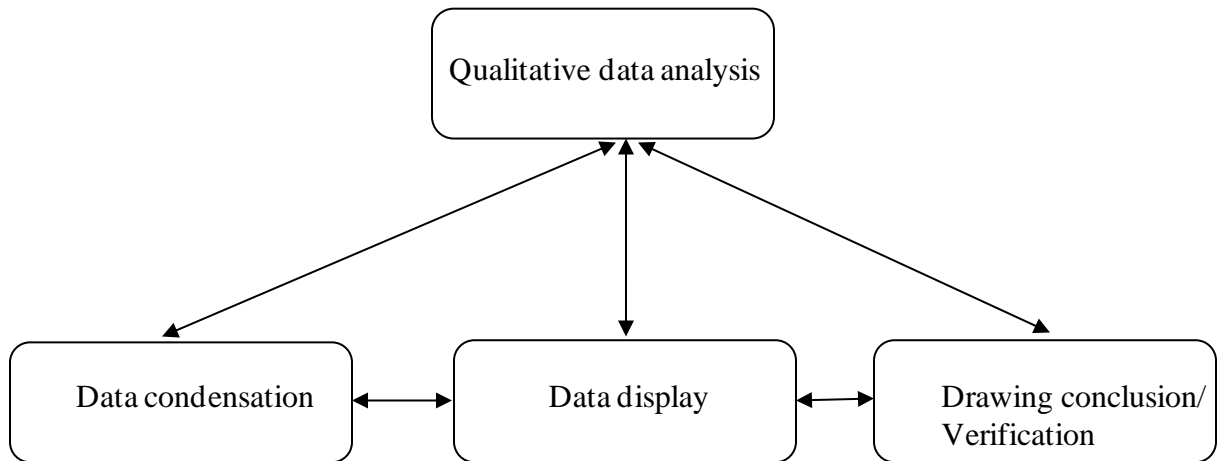 Qualitative data analysis
Data condensation
Data display
Drawing conclusion/
Verification